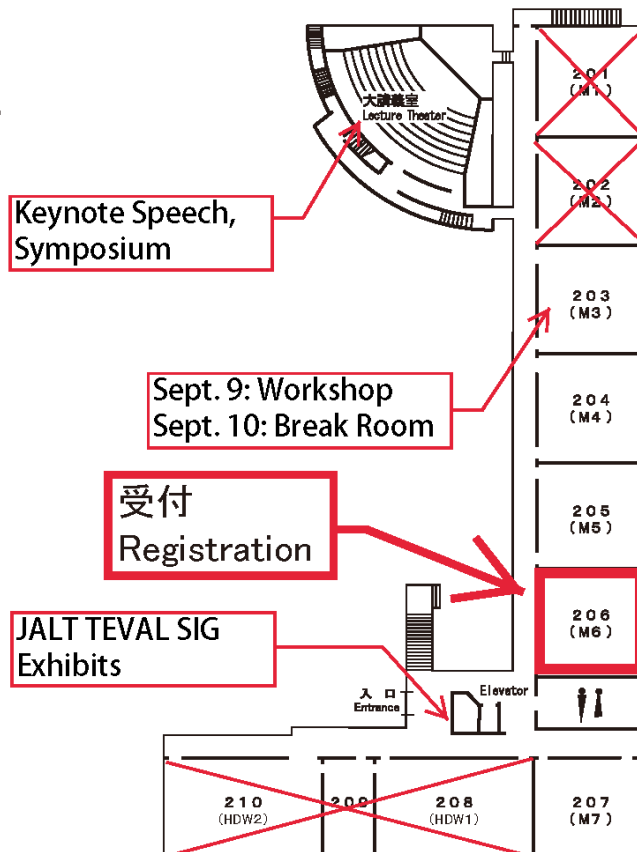 201
(M1)
大講義室
Lecture Theater
202
(M2)
Keynote Speech,
Symposium
203
(M3)
Sept. 9: Workshop
Sept. 10: Break Room
204
(M4)
受付
Registration
205
(M5)
206
(M6)
JALT TEVAL SIG
Exhibits
入口
Entrance
Elevator
210
(HDW2)
209
208
(HDW1)
207
(M7)